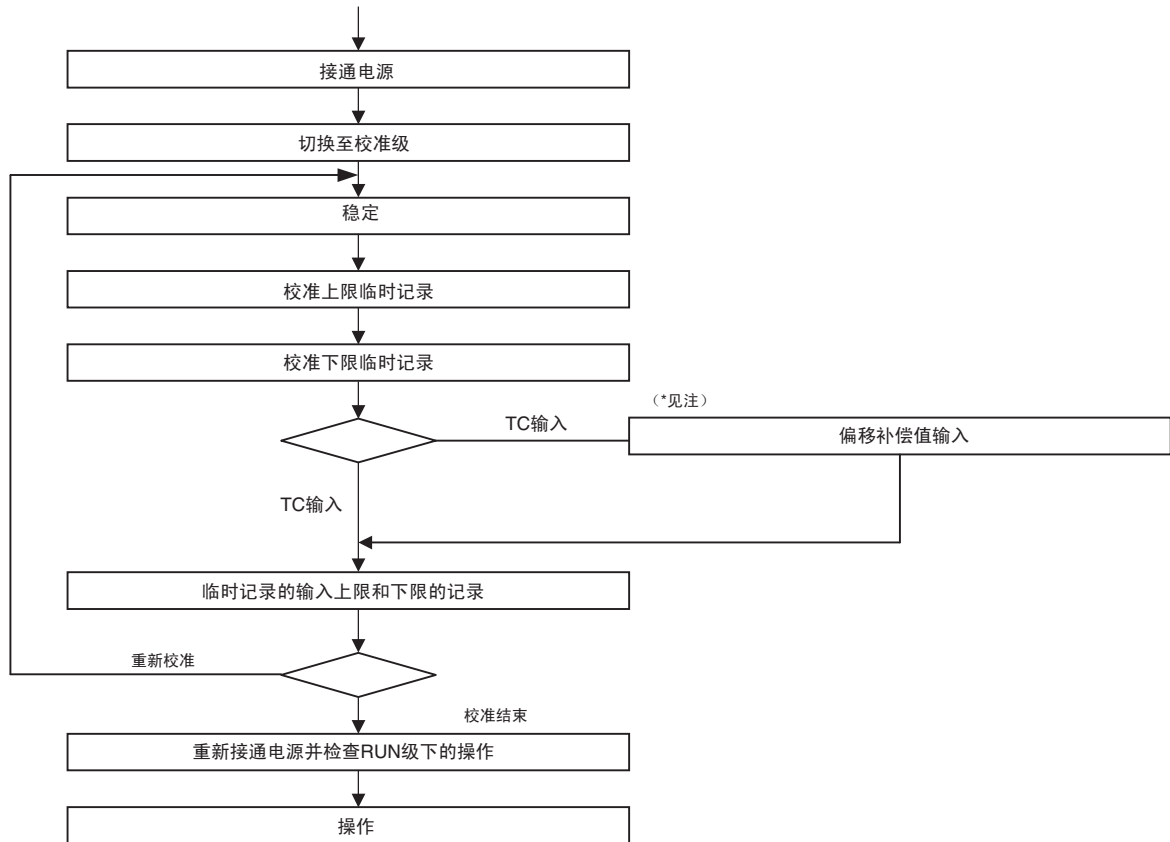 接通电源
切换至校准级
稳定
校准上限临时记录
校准下限临时记录
（*见注）
TC输入
偏移补偿值输入
TC输入
临时记录的输入上限和下限的记录
重新校准
校准结束
重新接通电源并检查RUN级下的操作
操作